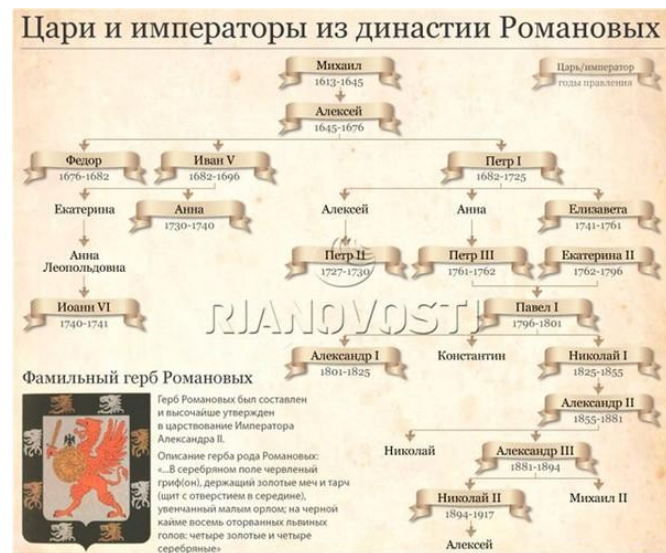 Цари и императоры из династии Романовых
Михаил
1613-1645
Царь/император
годы правления
Алексей
1645-1676
Федор
1676-1682
Иван V
1682-1696
Петр I
1682-1725
Екатерина
Анна
1730-1740
Алексей
Анна
Елизавета
1741-1761
Анна
Леопольдовна
Петр II
1727-1730
Петр III
1761-1762
Екатерина II
1762-1796
Иоанн VI
1740-1741
Павел I
1796-1801
RIANOVOSTI
Александр I
1801-1825
Константин
Николай I
1825-1855
Александр II
1855-1881
Николай
Александр III
1881-1894
Николай II
1894-1917
Михаил II
Алексей
Фамильный герб Романовых
Герб Романовых был составлен
и высочайше утвержден
в царствование Императора
Александра II.
Описание герба рода Романовых:
«...В серебряном поле червленый
гриф(он), держащий золотые меч и тарч
(щит с отверстием в середине),
увенчанный малым орлом; на черной
кайме восемь оторванных львиных
голов: четыре золотые и четыре
серебряные»